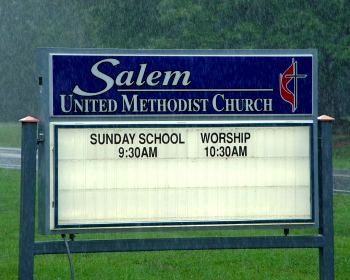 Salem
UNITED METHODIST CHURCH
SUNDAY SCHOOL WORSHIP
9:30AM 10:30AM